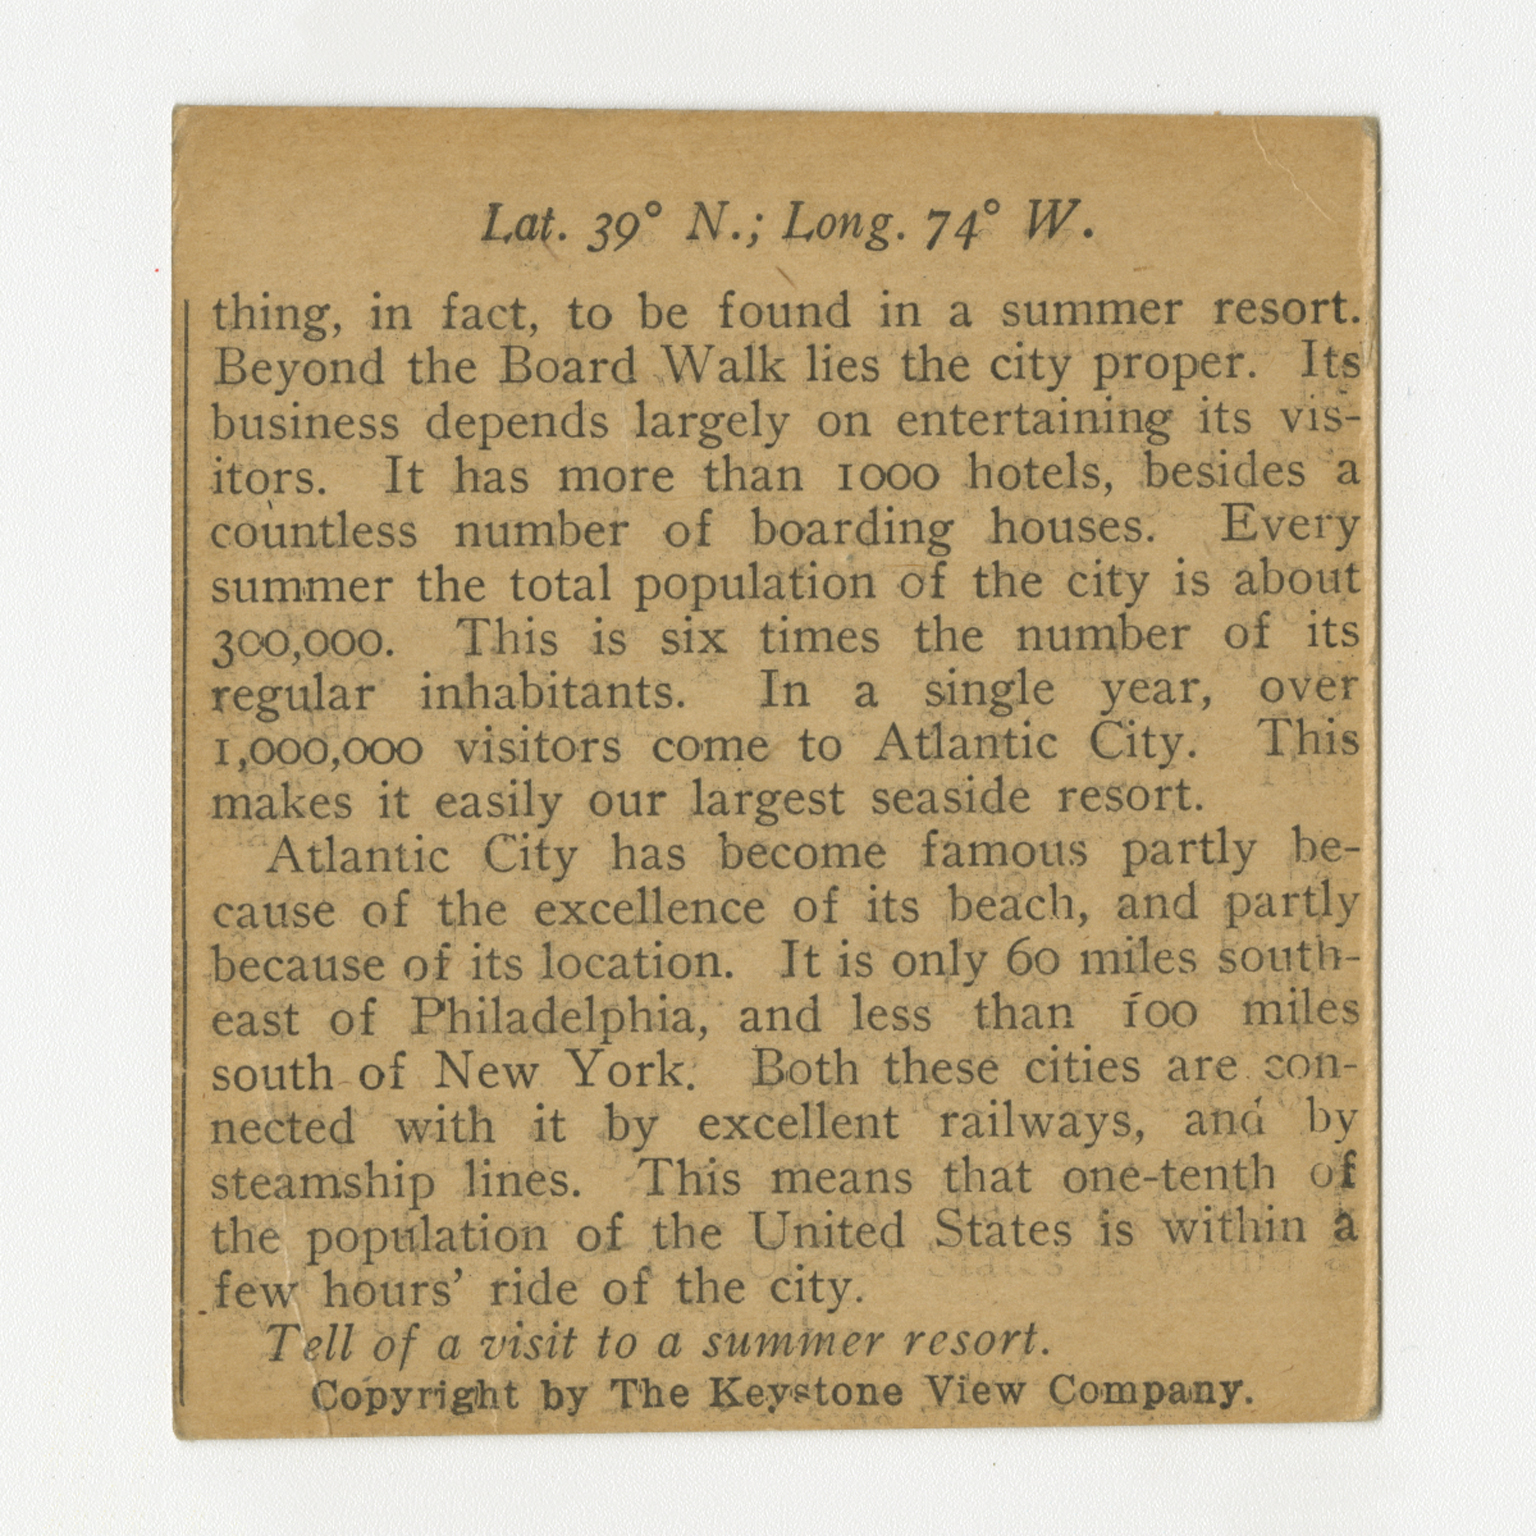 Lat. 39° N.; Long. 74° W.
thing, in fact, to be found in a summer resort.
Beyond the Board Walk lies the city proper. Its
business depends largely on entertaining its vis-
itors. It has more than 1000 hotels, besides a
countless number of boarding houses. Every
summer the total population of the city is about
300,000. This is six times the number of its
regular inhabitants. In a single year, over
1,000,000 visitors come to Atlantic City. This
makes it easily our largest seaside resort.
Atlantic City has become famous partly be-
cause of the excellence of its beach, and partly
because of its location. It is only 60 miles south-
east of Philadelphia, and less than 100 miles
south of New York. Both these cities are con-
nected with it by excellent railways, and by
steamship lines. This means that one-tenth of
the population of the United States is within a
few hours' ride of the city.
Tell of a visit to a summer resort.
Copyright by The Keystone View Company.